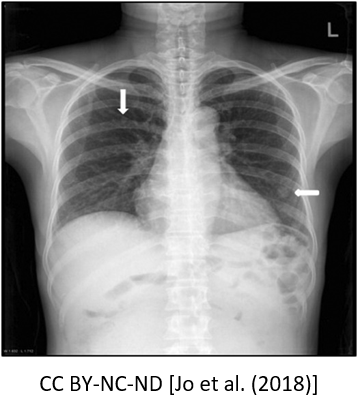 L
CC BY-NC-ND [Jo et al. (2018)]